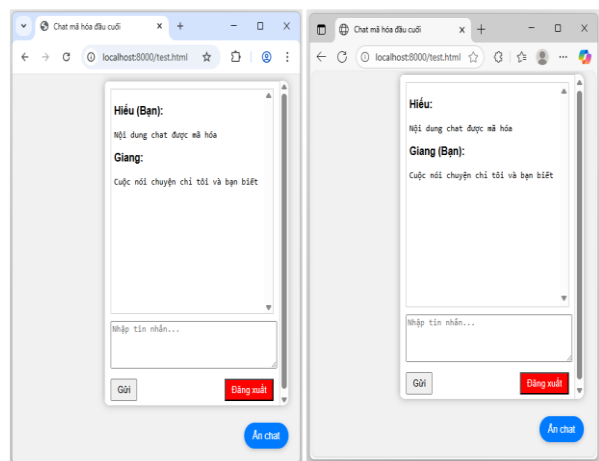 Chat mã hóa đầu cuối
localhost:8000/test.html
Hiếu (Bạn):
Nội dung chat được mã hóa
Giang:
Cuộc nói chuyện chỉ tôi và bạn biết
Nhập tin nhắn...
Gửi
Đăng xuất
Ẩn chat
Chat mã hóa đầu cuối
localhost:8000/test.html
Hiếu:
Nội dung chat được mã hóa
Giang (Bạn):
Cuộc nói chuyện chỉ tôi và bạn biết
Nhập tin nhắn...
Gửi
Đăng xuất
Ẩn chat